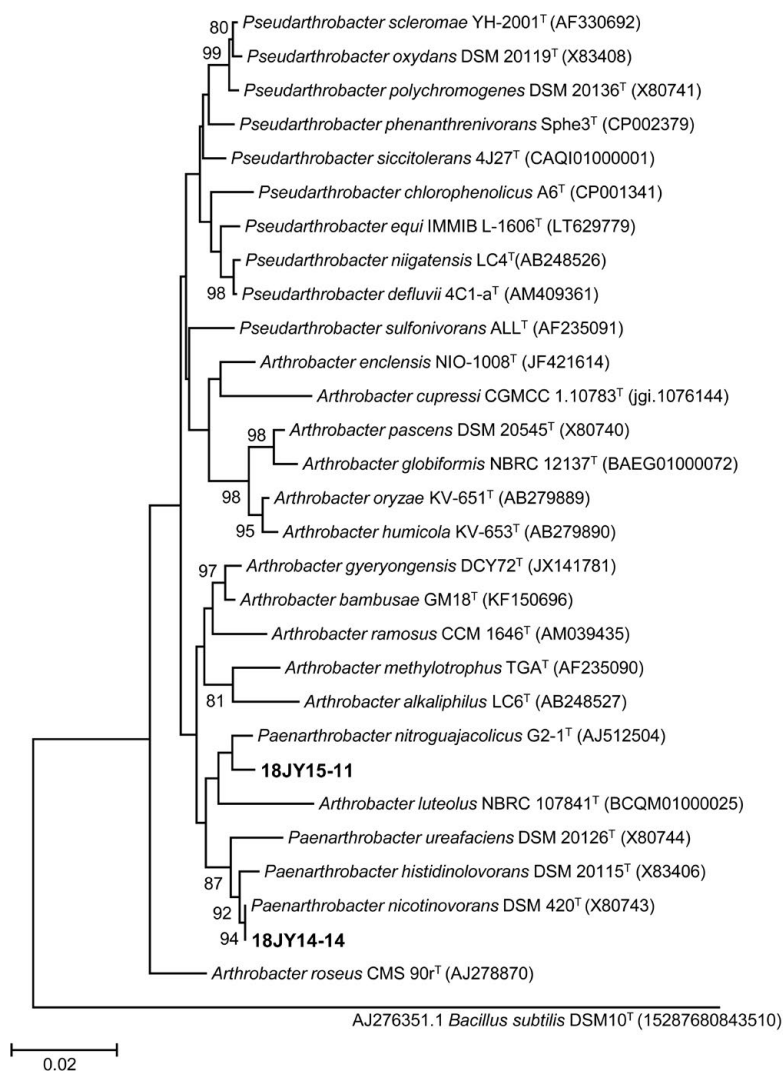 80
Pseudarthrobacter scleromae YH-2001ᵀ (AF330692)
99
Pseudarthrobacter oxydans DSM 20119ᵀ (X83408)
Pseudarthrobacter polychromogenes DSM 20136ᵀ (X80741)
Pseudarthrobacter phenanthrenivorans Sphe3ᵀ (CP002379)
Pseudarthrobacter siccitolerans 4J27ᵀ (CAQI01000001)
Pseudarthrobacter chlorophenolicus A6ᵀ (CP001341)
Pseudarthrobacter equi IMMIB L-1606ᵀ (LT629779)
Pseudarthrobacter niigatensis LC4ᵀ(AB248526)
98
Pseudarthrobacter defluvii 4C1-aᵀ (AM409361)
Pseudarthrobacter sulfonivorans ALLᵀ (AF235091)
Arthrobacter enclensis NIO-1008ᵀ (JF421614)
Arthrobacter cupressi CGMCC 1.10783ᵀ (jgi.1076144)
98
Arthrobacter pascens DSM 20545ᵀ (X80740)
Arthrobacter globiformis NBRC 12137ᵀ (BAEG01000072)
98
Arthrobacter oryzae KV-651ᵀ (AB279889)
95
Arthrobacter humicola KV-653ᵀ (AB279890)
97
Arthrobacter gyeryongensis DCY72ᵀ (JX141781)
Arthrobacter bambusae GM18ᵀ (KF150696)
Arthrobacter ramosus CCM 1646ᵀ (AM039435)
Arthrobacter methylotrophus TGAᵀ (AF235090)
81
Arthrobacter alkaliphilus LC6ᵀ (AB248527)
Paenarthrobacter nitroguajacolicus G2-1ᵀ (AJ512504)
18JY15-11
Arthrobacter luteolus NBRC 107841ᵀ (BCQM01000025)
Paenarthrobacter ureafaciens DSM 20126ᵀ (X80744)
87
Paenarthrobacter histidinolovorans DSM 20115ᵀ (X83406)
92
Paenarthrobacter nicotinovorans DSM 420ᵀ (X80743)
94
18JY14-14
Arthrobacter roseus CMS 90rᵀ (AJ278870)
AJ276351.1 Bacillus subtilis DSM10ᵀ (15287680843510)
0.02